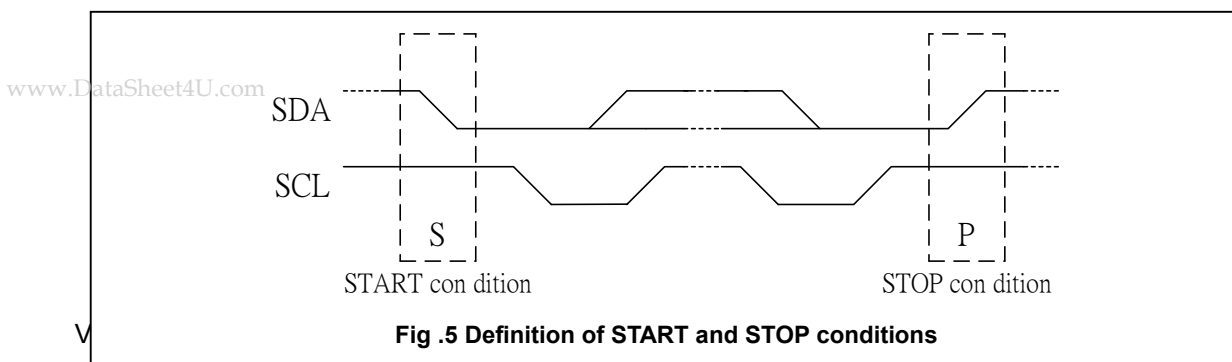 www.DataSheet4U.com
SDA
SCL
S
P
START con dition
STOP con dition
V
Fig .5 Definition of START and STOP conditions